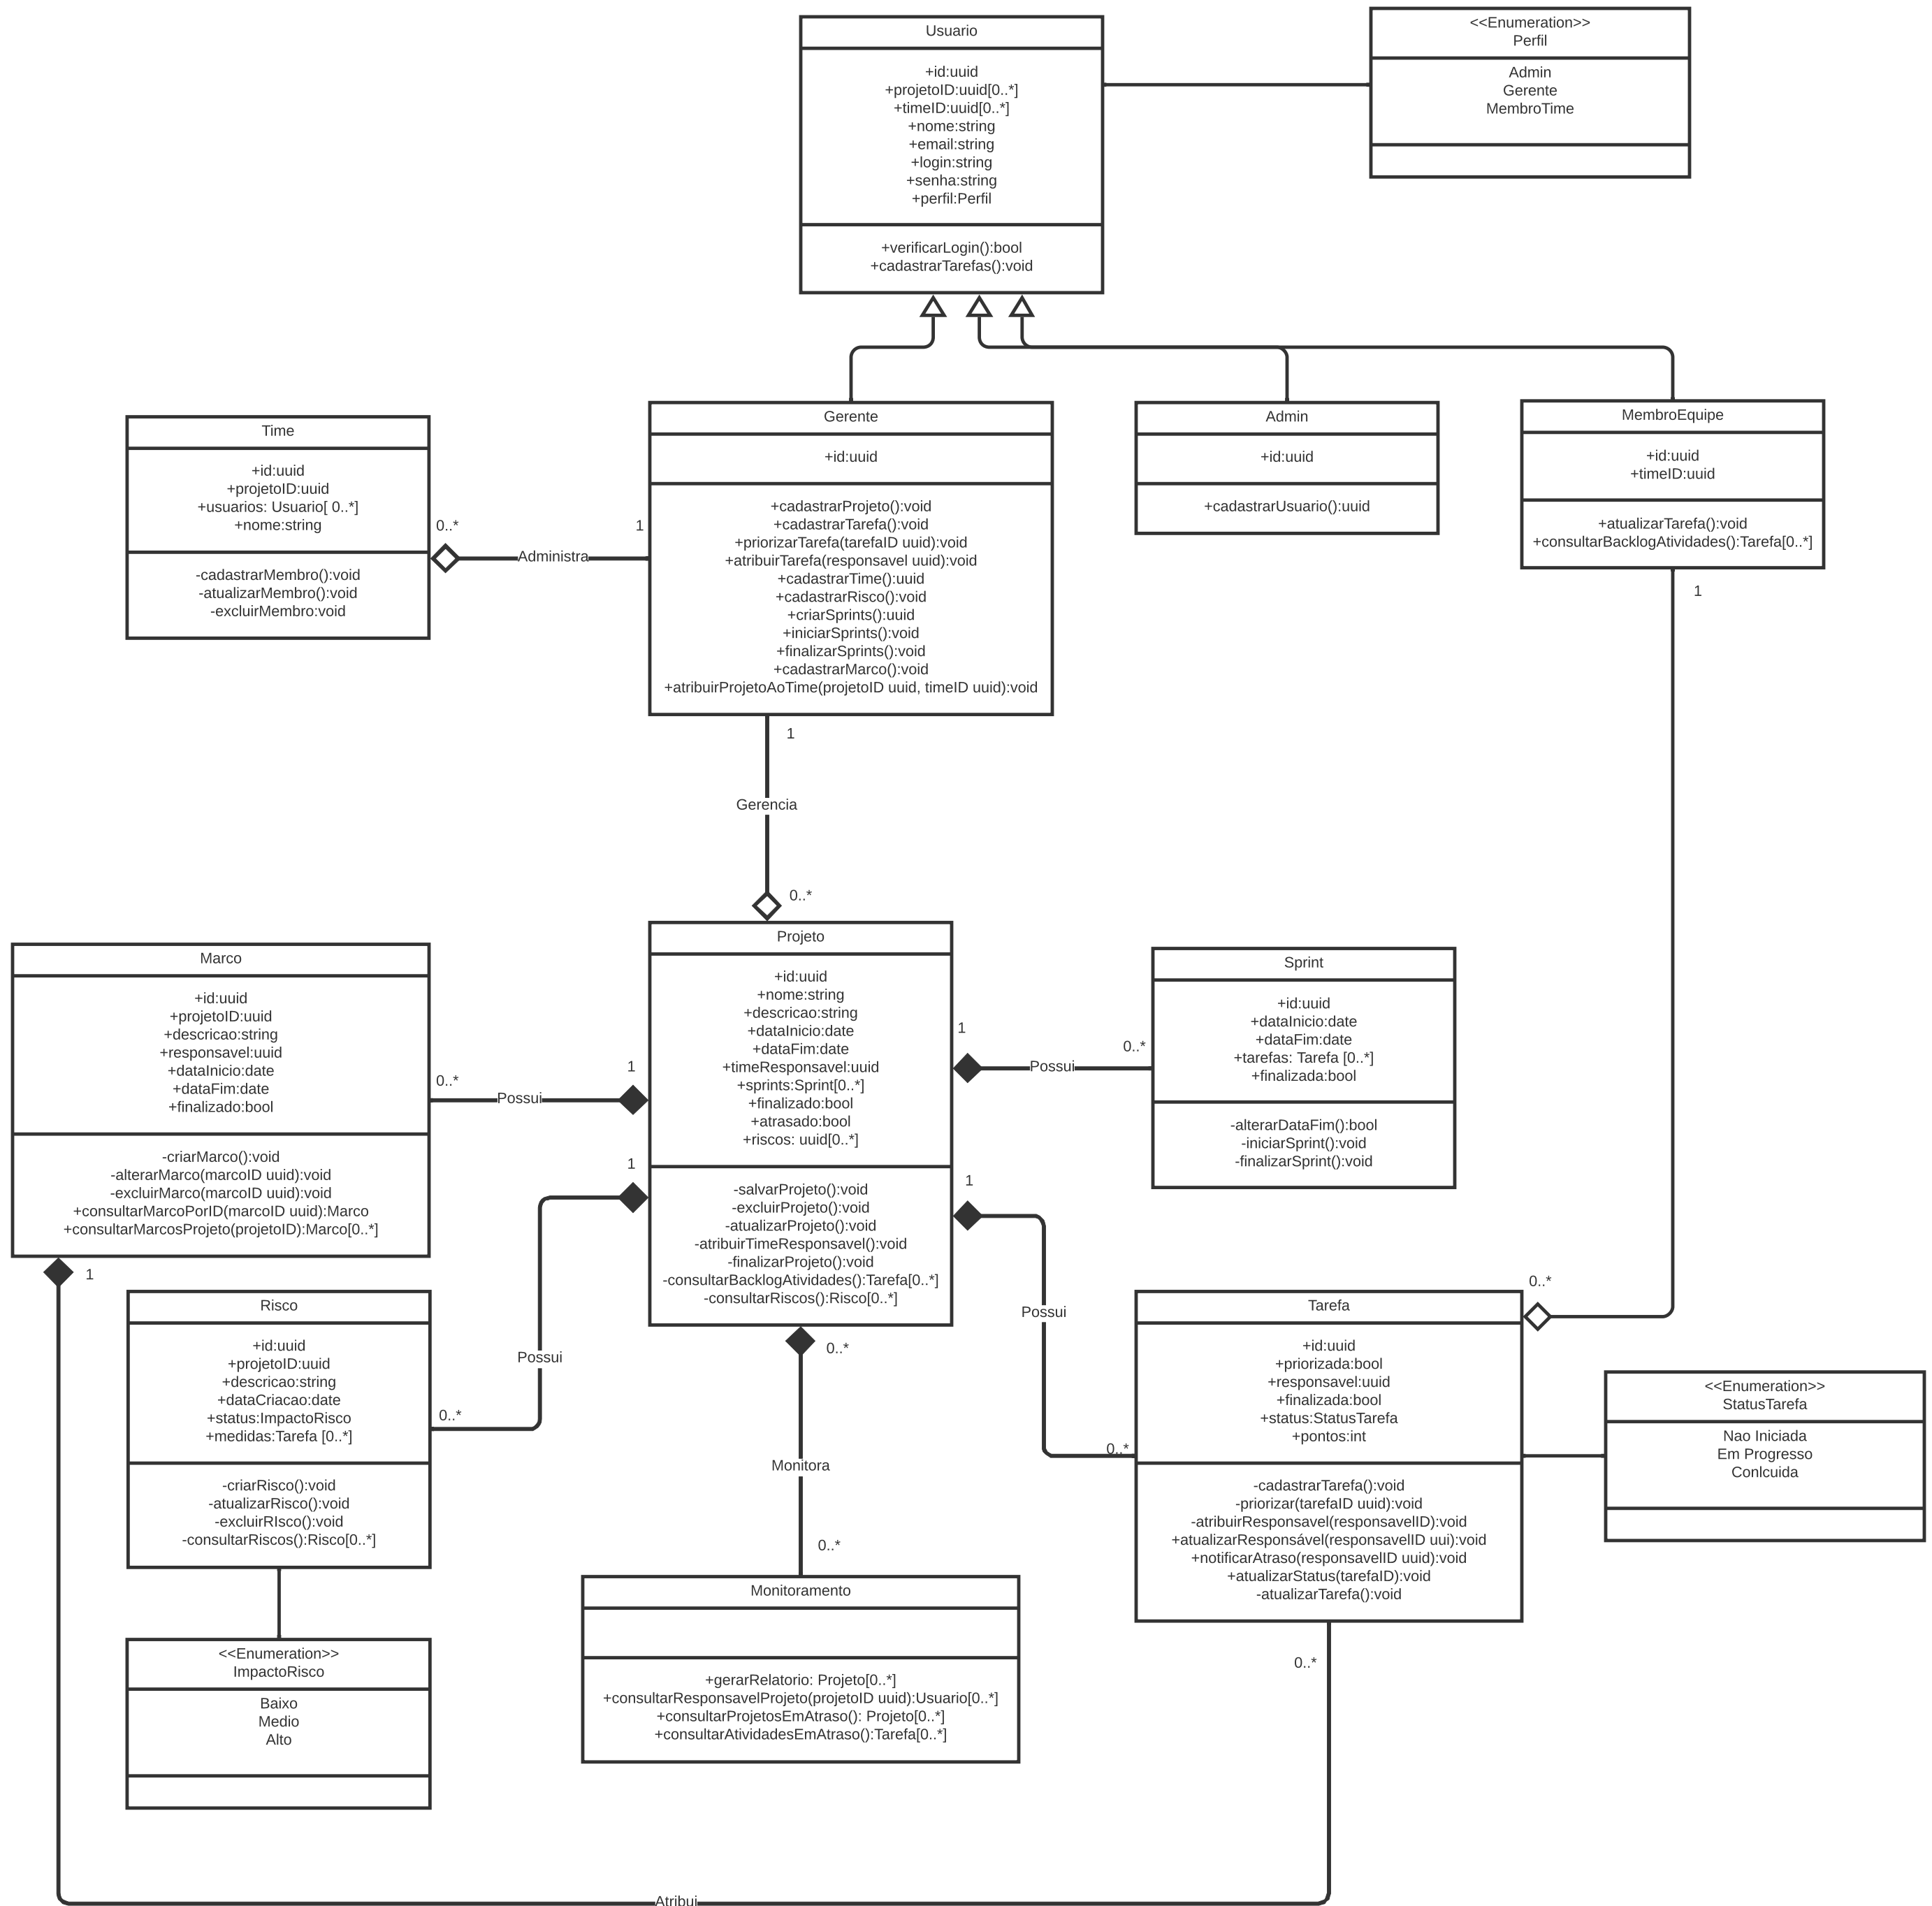 Usuario
+id:uuid
+projetoID:uuid[0..*]
+timeID:uuid[0..*]
+nome:string
+email:string
+login:string
+senha:string
+perfil:Perfil
+verificarLogin():bool
+cadastrarTarefas():void
<<Enumeration>>
Perfil
Admin
Gerente
MembroTime
Time
+id:uuid
+projetoID:uuid
+usuarios: Usuario[ 0..*]
+nome:string
-cadastrarMembro():void
-atualizarMembro():void
-excluirMembro:void
0..*
Administra
1
Gerente
+id:uuid
+cadastrarProjeto():void
+cadastrarTarefa():void
+priorizarTarefa(tarefaID uuid):void
+atribuirTarefa(responsavel uuid):void
+cadastrarTime():uuid
+cadastrarRisco():void
+criarSprints():uuid
+iniciarSprints():void
+finalizarSprints():void
+cadastrarMarco():void
+atribuirProjetoAoTime(projetoID uuid, timeID uuid):void
Admin
+id:uuid
+cadastrarUsuario():uuid
MembroEquipe
+id:uuid
+timeID:uuid
+atualizarTarefa():void
+consultarBacklogAtividades():Tarefa[0..*]
1
1
Gerencia
0..*
Marco
+id:uuid
+projetoID:uuid
+descricao:string
+responsavel:uuid
+dataInicio:date
+dataFim:date
+finalizado:bool
-criarMarco():void
-alterarMarco(marcoID uuid):void
-excluirMarco(marcoID uuid):void
+consultarMarcoPorID(marcoID uuid):Marco
+consultarMarcosProjeto(projetoID):Marco[0..*]
0..*
Possui
1
1
Projeto
+id:uuid
+nome:string
+descricao:string
+dataInicio:date
+dataFim:date
+timeResponsavel:uuid
+sprints:Sprint[0..*]
+finalizado:bool
+atrasado:bool
+riscos: uuid[0..*]
-salvarProjeto():void
-excluirProjeto():void
-atualizarProjeto():void
-atribuirTimeResponsavel():void
-finalizarProjeto():void
-consultarBacklogAtividades():Tarefa[0..*]
-consultarRiscos():Risco[0..*]
1
Possui
0..*
Sprint
+id:uuid
+dataInicio:date
+dataFim:date
+tarefas: Tarefa [0..*]
+finalizada:bool
-alterarDataFim():bool
-iniciarSprint():void
-finalizarSprint():void
1
Possui
0..*
1
Risco
+id:uuid
+projetoID:uuid
+descricao:string
+dataCriacao:date
+status:ImpactoRisco
+medidas:Tarefa [0..*]
-criarRisco():void
-atualizarRisco():void
-excluirRIsco():void
-consultarRiscos():Risco[0..*]
Possui
0..*
0..*
Monitora
0..*
Tarefa
+id:uuid
+priorizada:bool
+responsavel:uuid
+finalizada:bool
+status:StatusTarefa
+pontos:int
-cadastrarTarefa():void
-priorizar(tarefaID uuid):void
-atribuirResponsavel(responsavelID):void
+atualizarResponsável(responsavelID uui):void
+notificarAtraso(responsavelID uuid):void
+atualizarStatus(tarefaID):void
-atualizarTarefa():void
0..*
<<Enumeration>>
StatusTarefa
Nao Iniciada
Em Progresso
Conlcuida
<<Enumeration>>
ImpactoRisco
Baixo
Medio
Alto
Monitoramento
+gerarRelatorio: Projeto[0..*]
+consultarResponsavelProjeto(projetoID uuid):Usuario[0..*]
+consultarProjetosEmAtraso(): Projeto[0..*]
+consultarAtividadesEmAtraso():Tarefa[0..*]
0..*
Atribui